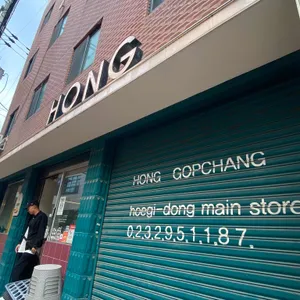 HONG
HONG GOPCHANG
hoegi-dong main store
0.2.3.2.9.5.1.1.8.7.